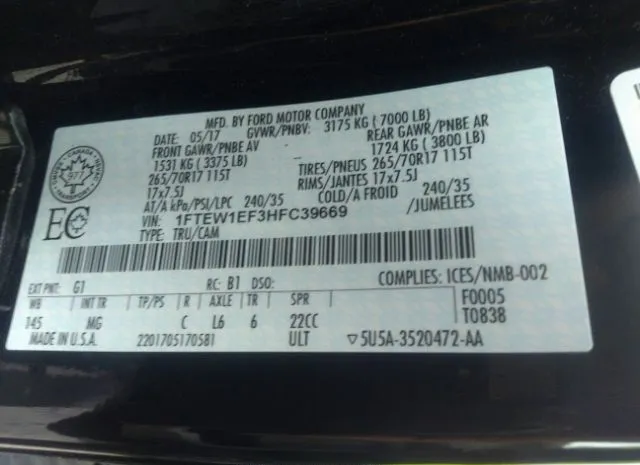 MFD. BY FORD MOTOR COMPANY
DATE: 05/17 GVWR/PNBV: 3175 KG ( 7000 LB)
FRONT GAWR/PNBE AV REAR GAWR/PNBE AR
1531 KG ( 3375 LB) 1724 KG ( 3800 LB)
265/70R17 115T TIRES/PNEUS 265/70R17 115T
17x7.5J RIMS/JANTES 17x7.5J
AT/A kPa/PSI/LPC 240/35 COLD/A FROID 240/35
VIN: 1FTEW1EF3HFC39669 /JUMELEES
TYPE: TRU/CAM
CANADA
977
TRANSPORT
EC
EXT PNT: G1 RC: B1 DSO: COMPLIES: ICES/NMB-002
WB INT TR TP/PS R AXLE TR SPR F0005
145 MG C L6 6 22CC T0838
MADE IN U.S.A. 2201705170581 ULT ▽5U5A-3520472-AA